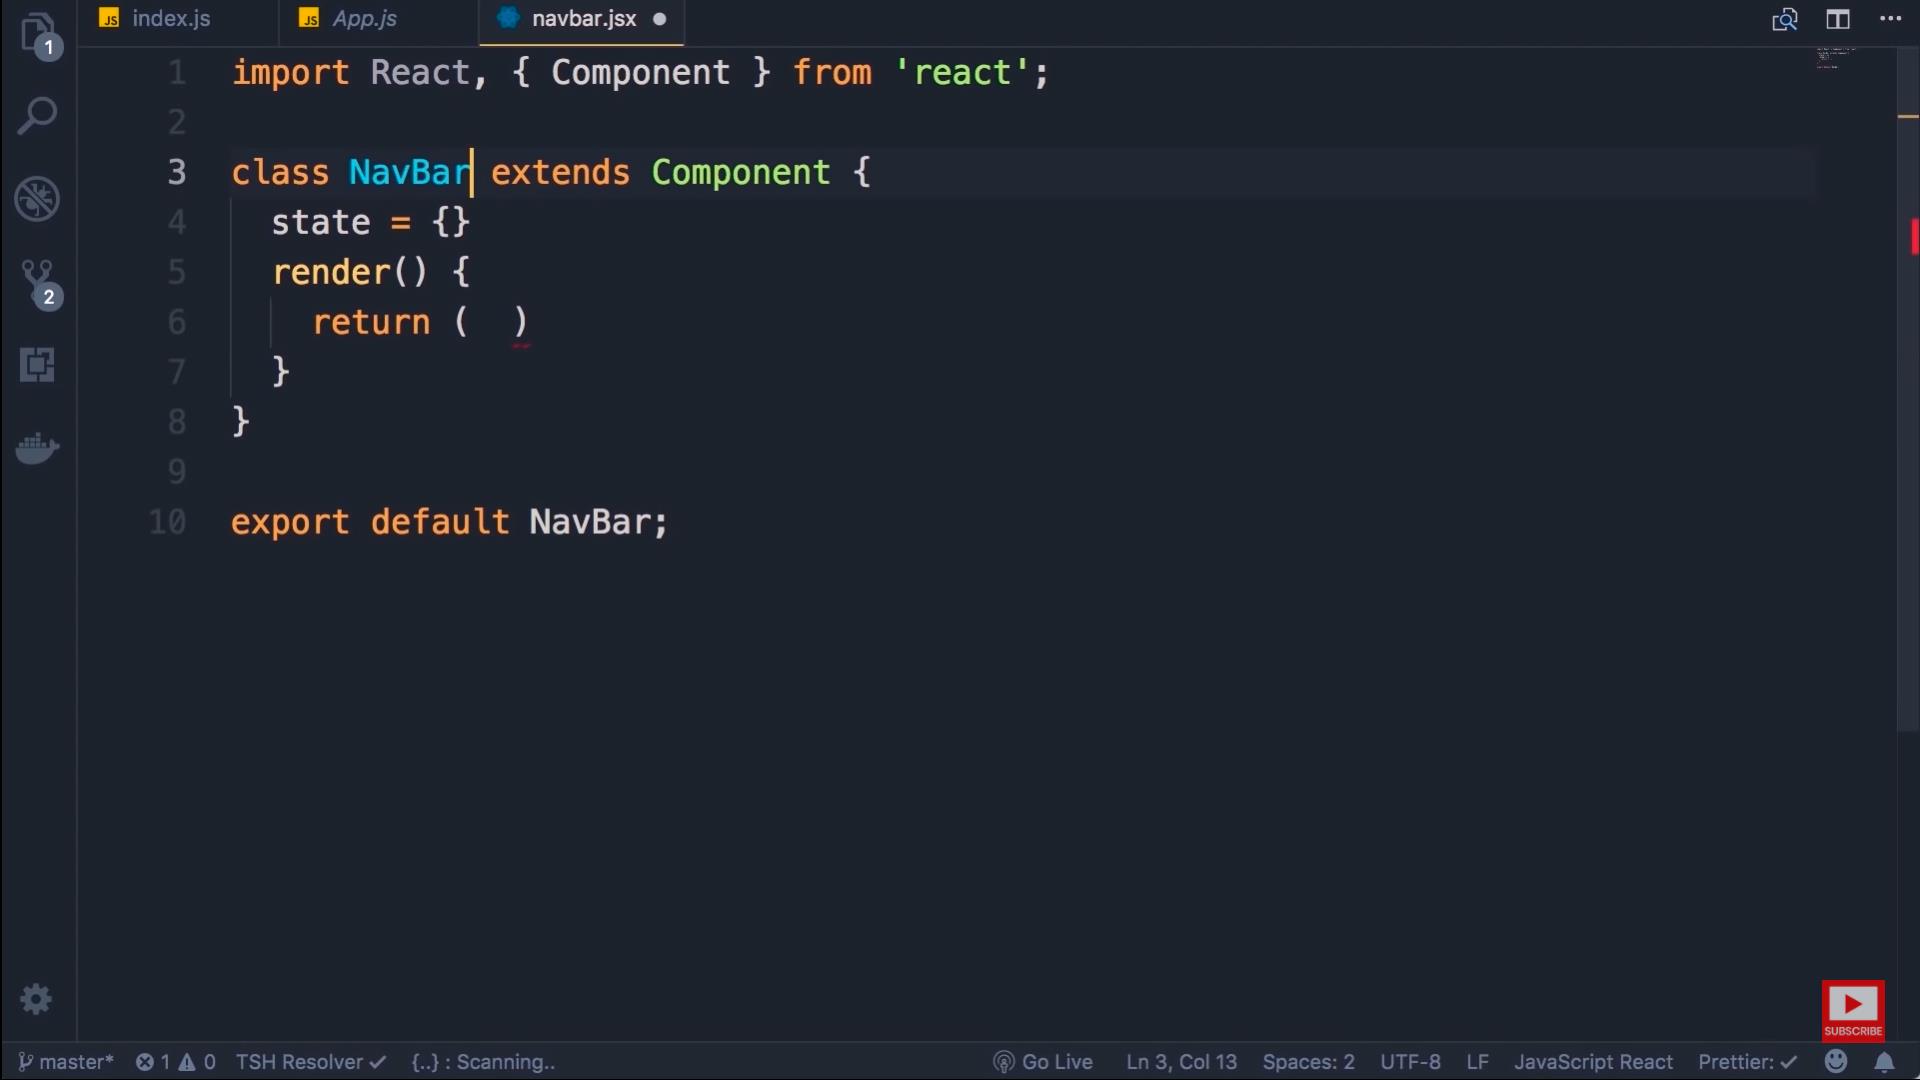 index.js
App.js
navbar.jsx
1
1 import React, { Component } from 'react';
2
3 class NavBar extends Component {
4 state = {}
5 render() {
6 return (  )
7 }
8 }
9
10 export default NavBar;
2
SUBSCRIBE
master* 1 0 TSH Resolver {..} : Scanning.. Go Live Ln 3, Col 13 Spaces: 2 UTF-8 LF JavaScript React Prettier: